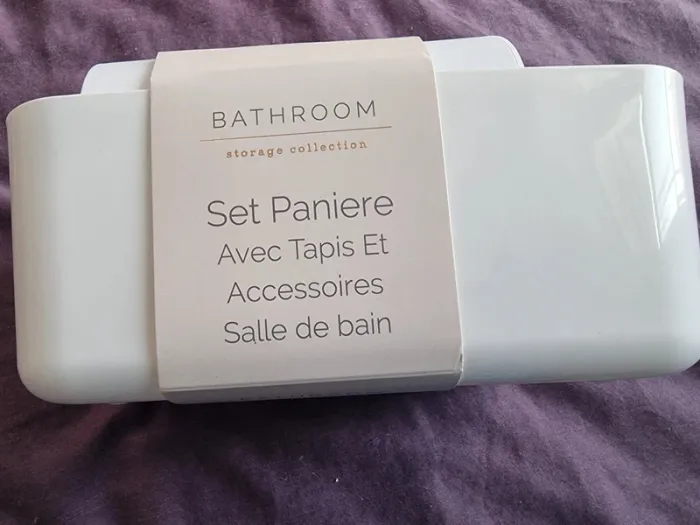 BATHROOM
storage collection
Set Paniere
Avec Tapis Et
Accessoires
Salle de bain